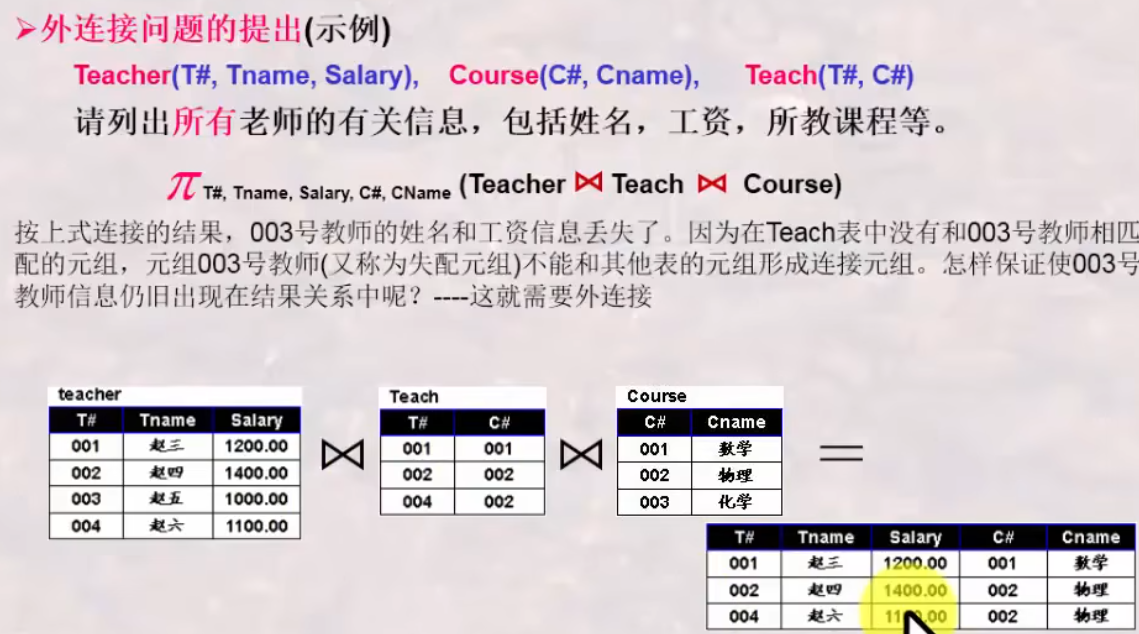 ➢外连接问题的提出(示例)
Teacher(T#, Tname, Salary), Course(C#, Cname), Teach(T#, C#)
请列出所有老师的有关信息，包括姓名，工资，所教课程等。
π T#, Tname, Salary, C#, CName (Teacher ⋈ Teach ⋈ Course)
按上式连接的结果，003号教师的姓名和工资信息丢失了。因为在Teach表中没有和003号教师相匹
配的元组，元组003号教师(又称为失配元组)不能和其他表的元组形成连接元组。怎样保证使003号
教师信息仍旧出现在结果关系中呢？----这就需要外连接
teacher
T# Tname Salary
001 赵三 1200.00
002 赵四 1400.00
003 赵五 1000.00
004 赵六 1100.00
⋈
Teach
T# C#
001 001
002 002
004 002
⋈
Course
C# Cname
001 数学
002 物理
003 化学
=
T# Tname Salary C# Cname
001 赵三 1200.00 001 数学
002 赵四 1400.00 002 物理
004 赵六 002 物理